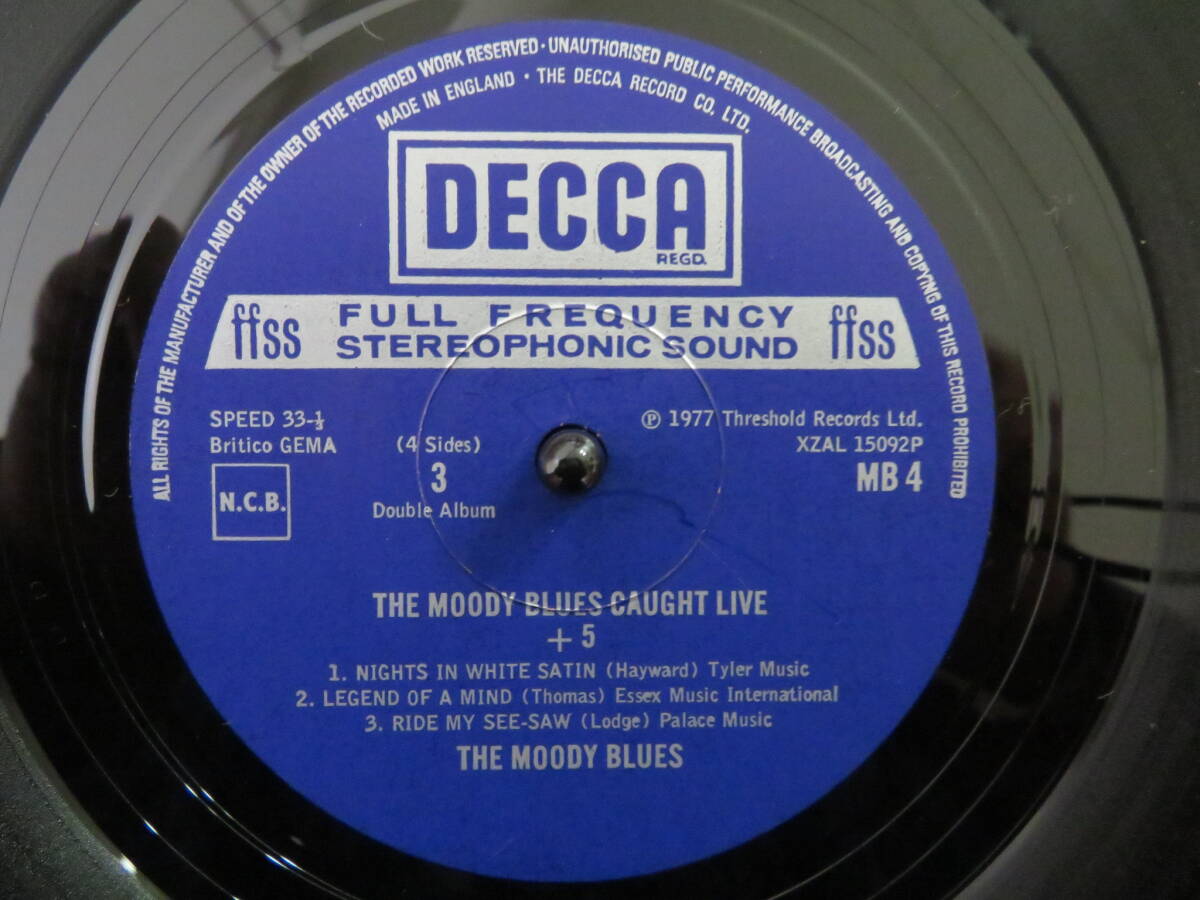 ALL RIGHTS OF THE MANUFACTURER AND OF THE OWNER OF THE RECORDED WORK RESERVED · UNAUTHORISED PUBLIC PERFORMANCE BROADCASTING AND COPYING OF THIS RECORD PROHIBITED
MADE IN ENGLAND · THE DECCA RECORD CO. LTD.
DECCA
REGD.
ffss FULL FREQUENCY ffss
STEREOPHONIC SOUND
SPEED 33-⅓
Britico GEMA
N.C.B.
(4 Sides)
3
Double Album
℗ 1977 Threshold Records Ltd.
XZAL 15092P
MB 4
THE MOODY BLUES CAUGHT LIVE
+ 5
1. NIGHTS IN WHITE SATIN (Hayward) Tyler Music
2. LEGEND OF A MIND (Thomas) Essex Music International
3. RIDE MY SEE-SAW (Lodge) Palace Music
THE MOODY BLUES